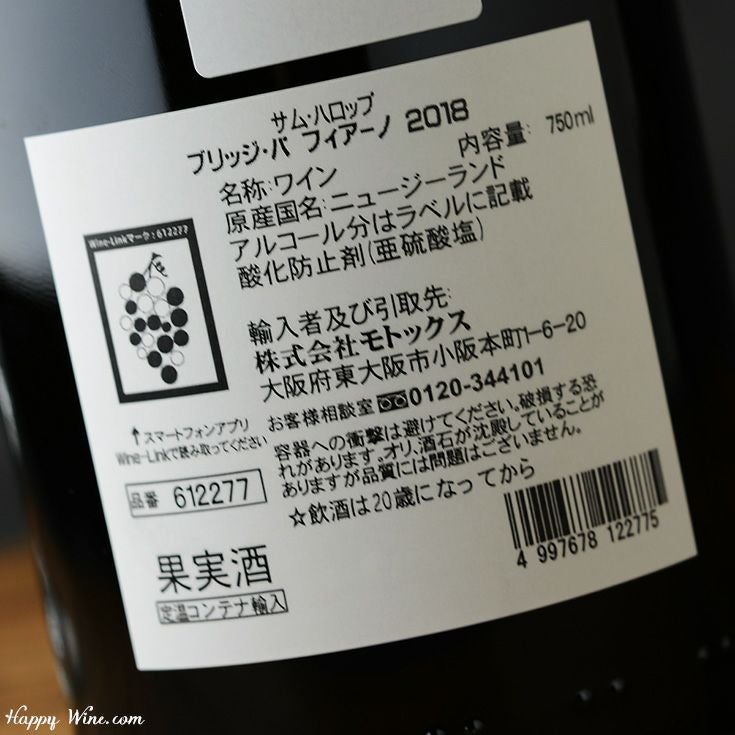 サム・ハロップ
ブリッジ・パ フィアーノ 2018
内容量: 750ml
名称:ワイン
原産国名:ニュージーランド
アルコール分はラベルに記載
酸化防止剤(亜硫酸塩)
Wine-Linkマーク:612277
輸入者及び引取先:
株式会社モトックス
大阪府東大阪市小阪本町1-6-20
お客様相談室 0120-344101
容器への衝撃は避けてください。破損する恐
れがあります。オリ、酒石が沈殿していることが
ありますが品質には問題はございません。
☆飲酒は20歳になってから
↑スマートフォンアプリ
Wine-Linkで読み取ってください
品番 612277
果実酒
定温コンテナ輸入
4 997678 122775
Happy Wine.com